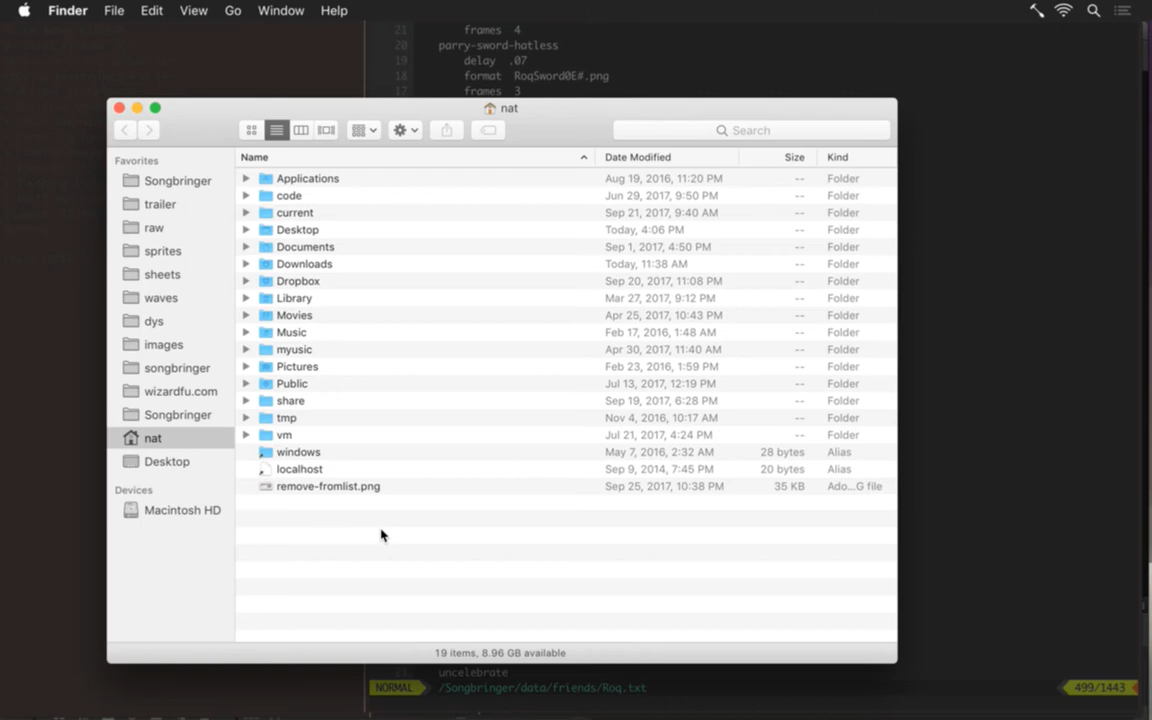 Finder File Edit View Go Window Help
21 frames 4
20 parry-sword-hatless
19 delay .07
18 format RoqSword0E#.png
17 frames 3
nat
Search
Favorites
Songbringer
trailer
raw
sprites
sheets
waves
dys
images
songbringer
wizardfu.com
Songbringer
nat
Desktop
Devices
Macintosh HD
Name Date Modified Size Kind
Applications Aug 19, 2016, 11:20 PM -- Folder
code Jun 29, 2017, 9:50 PM -- Folder
current Sep 21, 2017, 9:40 AM -- Folder
Desktop Today, 4:06 PM -- Folder
Documents Sep 1, 2017, 4:50 PM -- Folder
Downloads Today, 11:38 AM -- Folder
Dropbox Sep 20, 2017, 11:08 PM -- Folder
Library Mar 27, 2017, 9:12 PM -- Folder
Movies Apr 25, 2017, 10:43 PM -- Folder
Music Feb 17, 2016, 1:48 AM -- Folder
myusic Apr 30, 2017, 11:40 AM -- Folder
Pictures Feb 23, 2016, 1:59 PM -- Folder
Public Jul 13, 2017, 12:19 PM -- Folder
share Sep 19, 2017, 6:28 PM -- Folder
tmp Nov 4, 2016, 10:17 AM -- Folder
vm Jul 21, 2017, 4:24 PM -- Folder
windows May 7, 2016, 2:32 AM 28 bytes Alias
localhost Sep 9, 2014, 7:45 PM 20 bytes Alias
remove-fromlist.png Sep 25, 2017, 10:38 PM 35 KB Ado...G file
19 items, 8.96 GB available
uncelebrate
NORMAL /Songbringer/data/friends/Roq.txt 499/1443